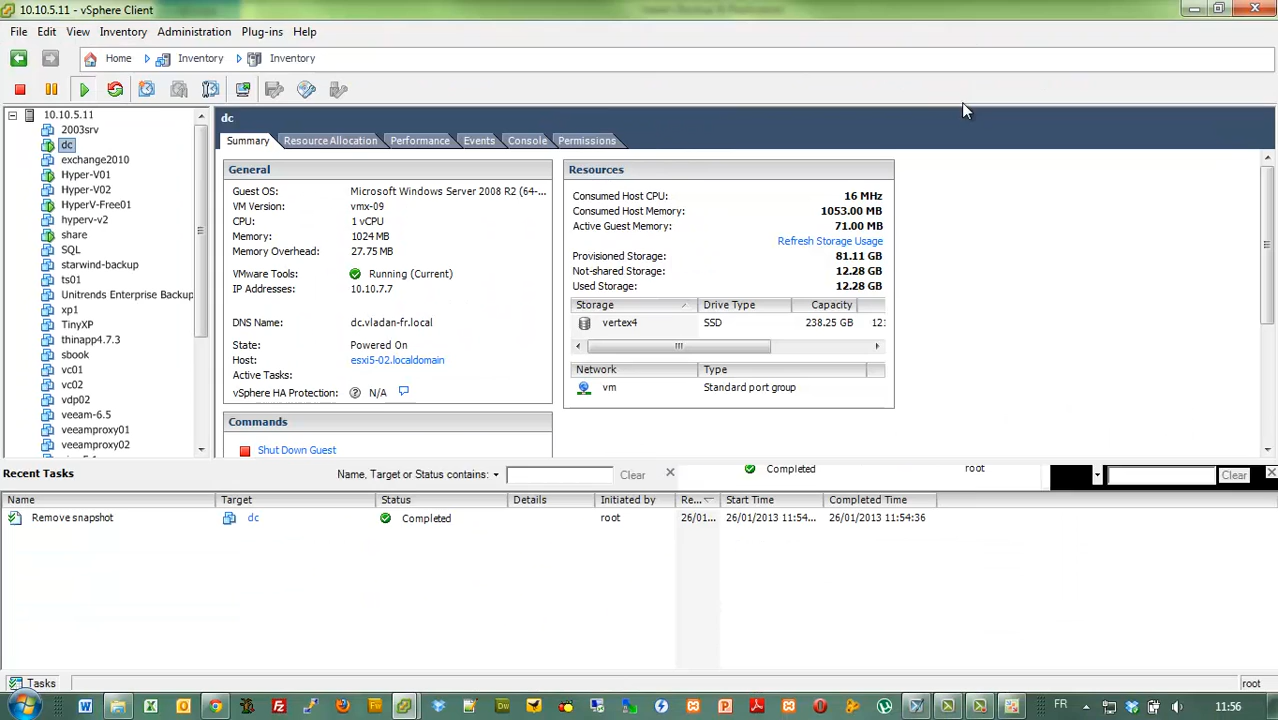 10.10.5.11 - vSphere Client
File Edit View Inventory Administration Plug-ins Help
Home Inventory Inventory
10.10.5.11
2003srv
dc
exchange2010
Hyper-V01
Hyper-V02
HyperV-Free01
hyperv-v2
share
SQL
starwind-backup
ts01
Unitrends Enterprise Backup
xp1
TinyXP
thinapp4.7.3
sbook
vc01
vc02
vdp02
veeam-6.5
veeamproxy01
veeamproxy02
dc
Summary Resource Allocation Performance Events Console Permissions
General
Guest OS: Microsoft Windows Server 2008 R2 (64-...
VM Version: vmx-09
CPU: 1 vCPU
Memory: 1024 MB
Memory Overhead: 27.75 MB
VMware Tools: Running (Current)
IP Addresses: 10.10.7.7
DNS Name: dc.vladan-fr.local
State: Powered On
Host: esxi5-02.localdomain
Active Tasks:
vSphere HA Protection: N/A
Commands
Shut Down Guest
Resources
Consumed Host CPU: 16 MHz
Consumed Host Memory: 1053.00 MB
Active Guest Memory: 71.00 MB
Refresh Storage Usage
Provisioned Storage: 81.11 GB
Not-shared Storage: 12.28 GB
Used Storage: 12.28 GB
Storage Drive Type Capacity
vertex4 SSD 238.25 GB 121
Network Type
vm Standard port group
Recent Tasks Name, Target or Status contains: Clear Completed root Clear
Name Target Status Details Initiated by Re... Start Time Completed Time
Remove snapshot dc Completed root 26/01... 26/01/2013 11:54... 26/01/2013 11:54:36
Tasks root
FR 11:56